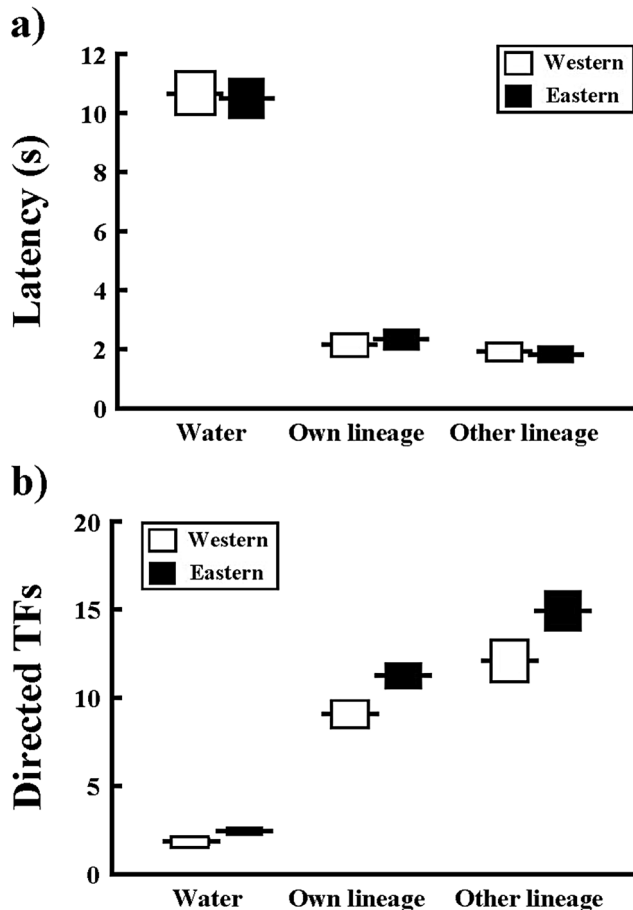 a)
Latency (s)
12
10
8
6
4
2
0
Western
Eastern
Water Own lineage Other lineage
b)
Directed TFs
20
15
10
5
0
Western
Eastern
Water Own lineage Other lineage